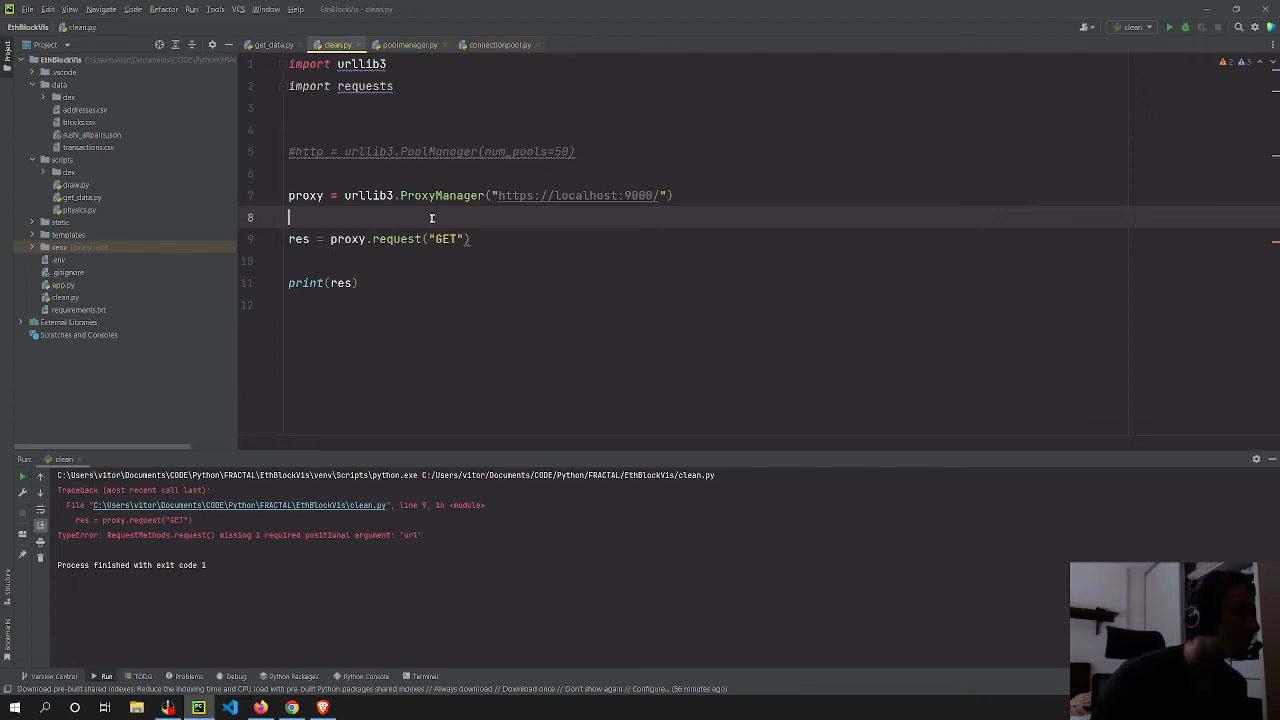 File Edit View Navigate Code Refactor Run Tools VCS Window Help EthBlockVis - clean.py
EthBlockVis clean.py
clean
Project
get_data.py clean.py poolmanager.py connectionpool.py
EthBlockVis C:\Users\vitor\Documents\CODE\Python\FRACTAL\EthBlockVis
.vscode
data
dex
addresses.csv
blocks.csv
sushi_allpairs.json
transactions.csv
scripts
dex
draw.py
get_data.py
physics.py
static
templates
venv library root
.env
.gitignore
app.py
clean.py
requirements.txt
External Libraries
Scratches and Consoles
1 import urllib3
2 import requests
3
4
5 #http = urllib3.PoolManager(num_pools=50)
6
7 proxy = urllib3.ProxyManager("https://localhost:9000/")
8
9 res = proxy.request("GET")
10
11 print(res)
12
2 3
Run: clean
C:\Users\vitor\Documents\CODE\Python\FRACTAL\EthBlockVis\venv\Scripts\python.exe C:/Users/vitor/Documents/CODE/Python/FRACTAL/EthBlockVis/clean.py
Traceback (most recent call last):
File "C:\Users\vitor\Documents\CODE\Python\FRACTAL\EthBlockVis\clean.py", line 9, in <module>
res = proxy.request("GET")
TypeError: RequestMethods.request() missing 1 required positional argument: 'url'
Process finished with exit code 1
Project
Structure
Bookmarks
Version Control Run TODO Problems Debug Python Packages Python Console Terminal
Download pre-built shared indexes: Reduce the indexing time and CPU load with pre-built Python packages shared indexes // Always download // Download once // Don't show again // Configure... (56 minutes ago)